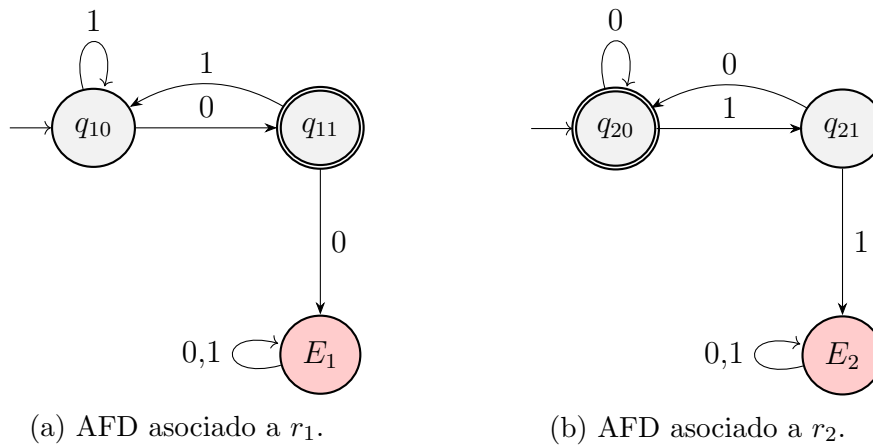 1
0
1
0
q₁₀
0
q₁₁
q₂₀
1
q₂₁
0
1
0,1
E₁
0,1
E₂
(a) AFD asociado a r₁.
(b) AFD asociado a r₂.